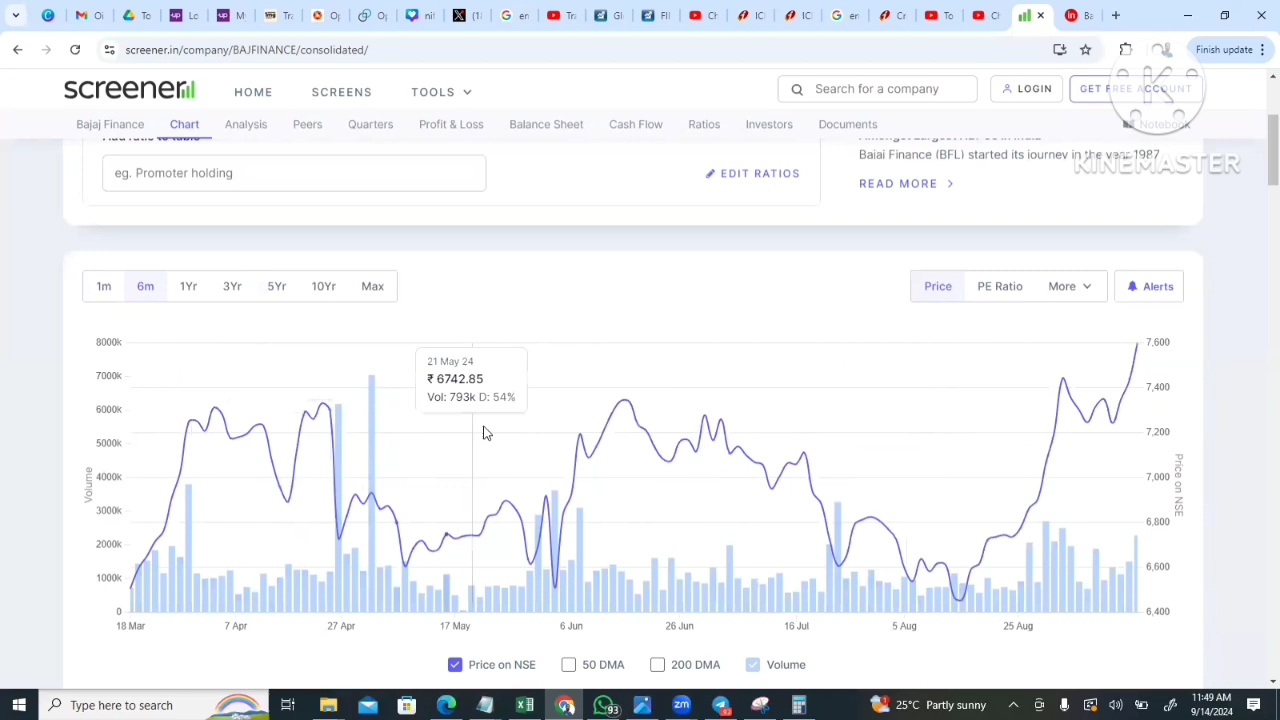 screener.in/company/BAJFINANCE/consolidated/
Finish update
screener
HOME
SCREENS
TOOLS
Search for a company
LOGIN
GET FREE ACCOUNT
Bajaj Finance
Chart
Analysis
Peers
Quarters
Profit & Loss
Balance Sheet
Cash Flow
Ratios
Investors
Documents
Notebook
KINEMASTER
eg. Promoter holding
EDIT RATIOS
Bajaj Finance (BFL) started its journey in the year 1987
READ MORE
1m 6m 1Yr 3Yr 5Yr 10Yr Max
Price PE Ratio More
Alerts
8000k
7000k
6000k
5000k
4000k
3000k
2000k
1000k
0
Volume
21 May 24
₹ 6742.85
Vol: 793k D: 54%
7,600
7,400
7,200
7,000
6,800
6,600
6,400
Price on NSE
18 Mar 7 Apr 27 Apr 17 May 6 Jun 26 Jun 16 Jul 5 Aug 25 Aug
Price on NSE 50 DMA 200 DMA Volume
Type here to search
93
25°C Partly sunny
11:49 AM
9/14/2024